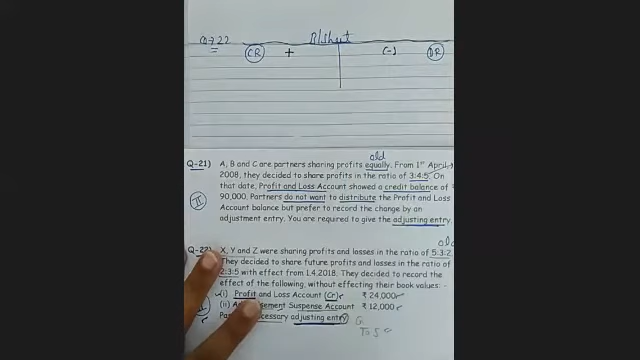 Q→22 B/Sheet
CR + (-) DR
old
Q-21) A, B and C are partners sharing profits equally. From 1st April,
2008, they decided to share profits in the ratio of 3:4:5. On
that date, Profit and Loss Account showed a credit balance of ₹
90,000. Partners do not want to distribute the Profit and Loss
II
Account balance but prefer to record the change by an
adjustment entry. You are required to give the adjusting entry.
old
Q-22) X, Y and Z were sharing profits and losses in the ratio of 5:3:2.
They decided to share future profits and losses in the ratio of
2:3:5 with effect from 1.4.2018. They decided to record the
effect of the following, without effecting their book values:-
(i) Profit and Loss Account (Cr) ₹ 24,000
(ii) Suspense Account ₹ 12,000
adjusting entry